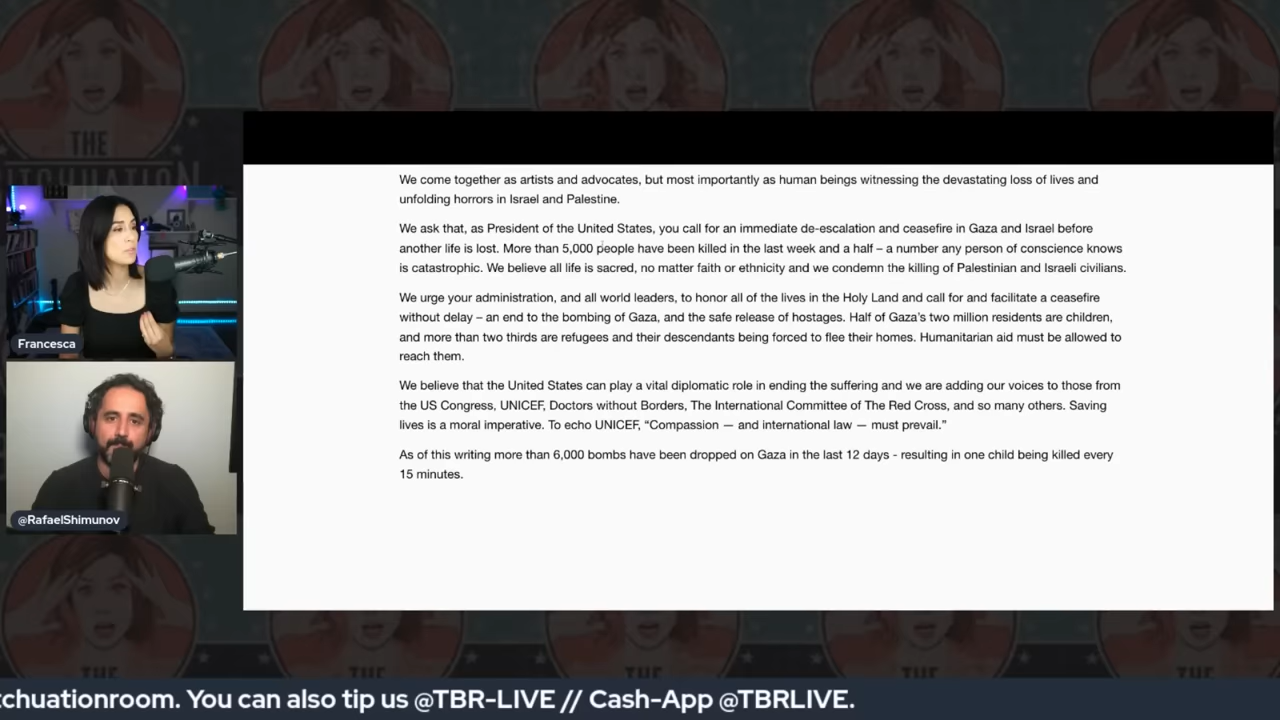 THE
We come together as artists and advocates, but most importantly as human beings witnessing the devastating loss of lives and
unfolding horrors in Israel and Palestine.
We ask that, as President of the United States, you call for an immediate de-escalation and ceasefire in Gaza and Israel before
another life is lost. More than 5,000 people have been killed in the last week and a half – a number any person of conscience knows
is catastrophic. We believe all life is sacred, no matter faith or ethnicity and we condemn the killing of Palestinian and Israeli civilians.
We urge your administration, and all world leaders, to honor all of the lives in the Holy Land and call for and facilitate a ceasefire
without delay – an end to the bombing of Gaza, and the safe release of hostages. Half of Gaza's two million residents are children,
and more than two thirds are refugees and their descendants being forced to flee their homes. Humanitarian aid must be allowed to
reach them.
We believe that the United States can play a vital diplomatic role in ending the suffering and we are adding our voices to those from
the US Congress, UNICEF, Doctors without Borders, The International Committee of The Red Cross, and so many others. Saving
lives is a moral imperative. To echo UNICEF, “Compassion — and international law — must prevail.”
As of this writing more than 6,000 bombs have been dropped on Gaza in the last 12 days - resulting in one child being killed every
15 minutes.
Francesca
@RafaelShimunov
THE
THE
THE
THE
THE
tchuationroom. You can also tip us @TBR-LIVE // Cash-App @TBRLIVE.